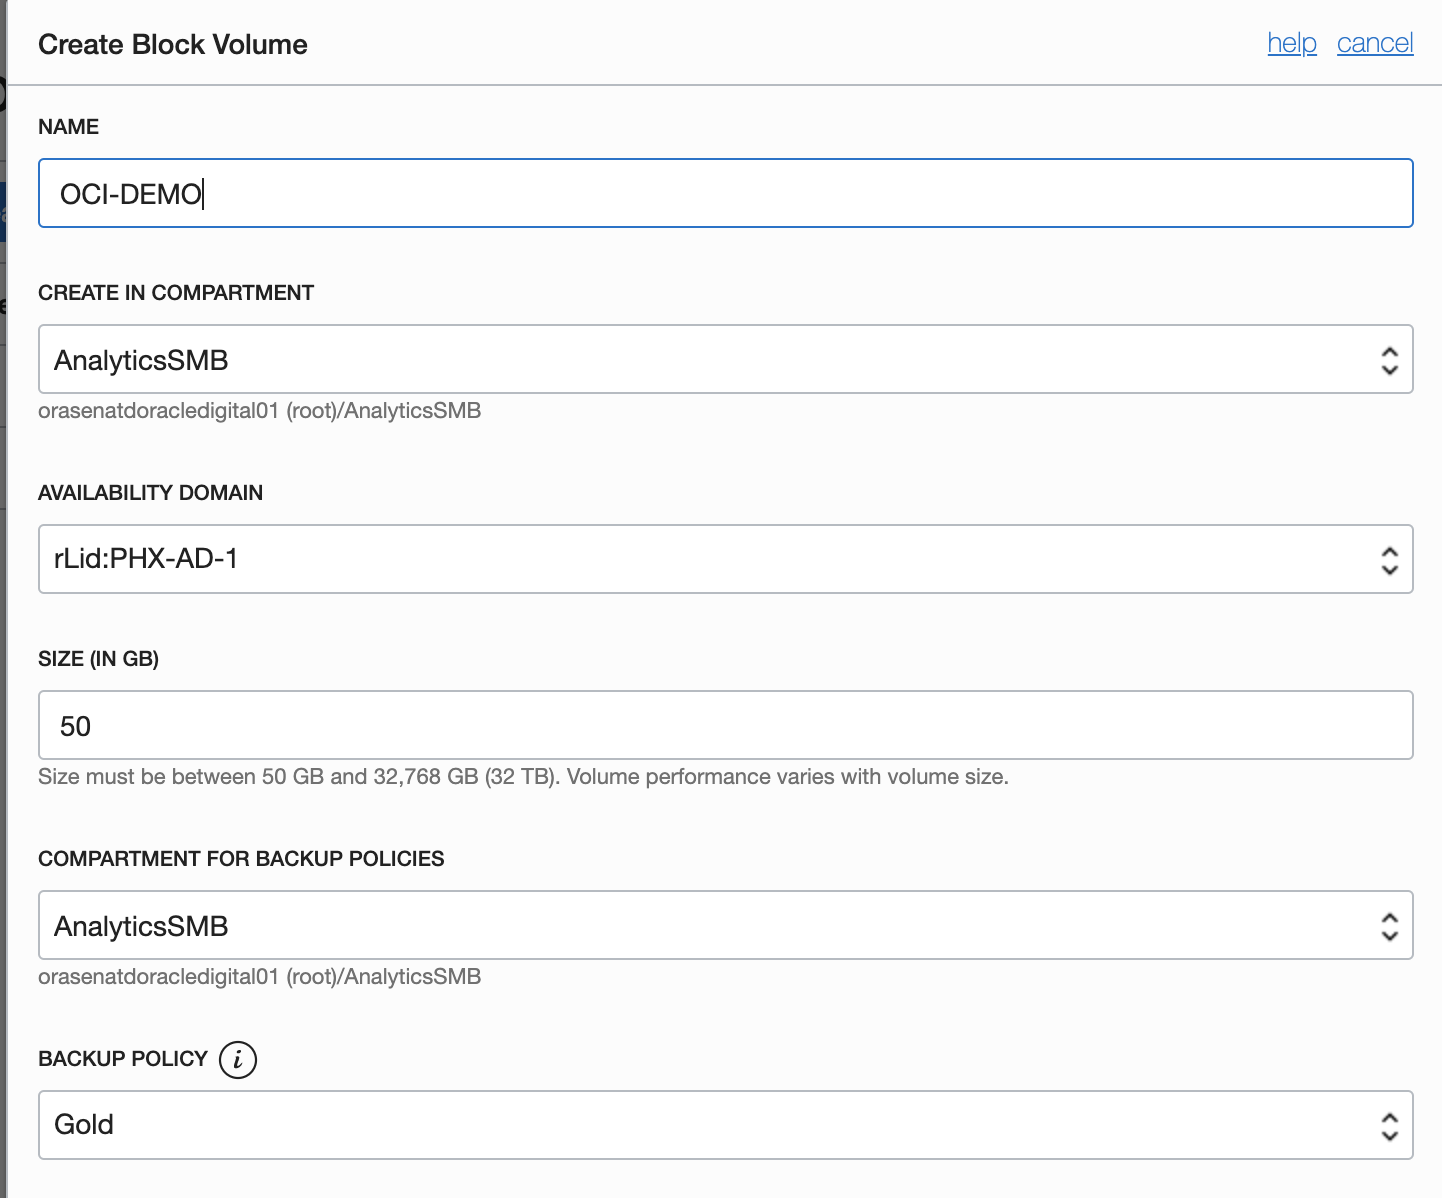 Create Block Volume
help cancel
NAME
OCI-DEMO
CREATE IN COMPARTMENT
AnalyticsSMB
orasenatdoracledigital01 (root)/AnalyticsSMB
AVAILABILITY DOMAIN
rLid:PHX-AD-1
SIZE (IN GB)
50
Size must be between 50 GB and 32,768 GB (32 TB). Volume performance varies with volume size.
COMPARTMENT FOR BACKUP POLICIES
AnalyticsSMB
orasenatdoracledigital01 (root)/AnalyticsSMB
BACKUP POLICY i
Gold